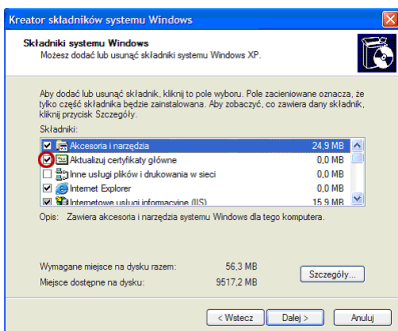 Kreator składników systemu Windows
Składniki systemu Windows
Możesz dodać lub usunąć składniki systemu Windows XP.
Aby dodać lub usunąć składnik, kliknij to pole wyboru. Pole zacieniowane oznacza, że
tylko część składnika będzie zainstalowana. Aby zobaczyć, co zawiera dany składnik,
kliknij przycisk Szczegóły.
Składniki:
Akcesoria i narzędzia 24.9 MB
Aktualizuj certyfikaty główne 0,0 MB
Inne usługi plików i drukowania w sieci 0,0 MB
Internet Explorer 0,0 MB
Internetowe usługi informacyjne (IIS) 15.9 MB
Opis: Zawiera akcesoria i narzędzia systemu Windows dla tego komputera.
Wymagane miejsce na dysku razem: 56,3 MB
Miejsce dostępne na dysku: 9517,2 MB
Szczegóły...
< Wstecz Dalej > Anuluj